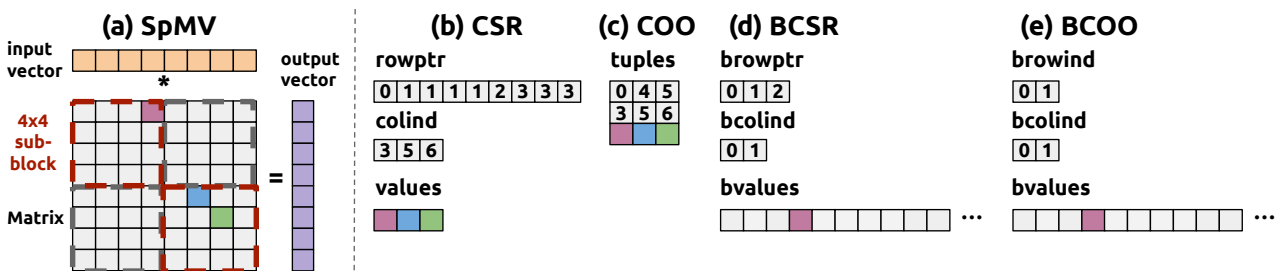 (a) SpMV
input
vector
*
output
vector
4x4
sub-
block
Matrix
=
(b) CSR
rowptr
0 1 1 1 1 2 3 3 3
colind
3 5 6
values
(c) COO
tuples
0 4 5
3 5 6
(d) BCSR
browptr
0 1 2
bcolind
0 1
bvalues
...
(e) BCOO
browind
0 1
bcolind
0 1
bvalues
...